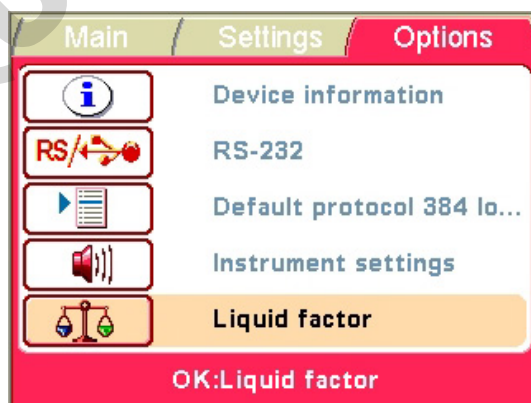 Main Settings Options
Device information
RS/ RS-232
Default protocol 384 lo...
Instrument settings
Liquid factor
OK:Liquid factor